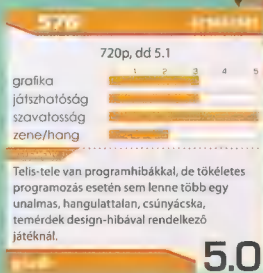 576
720p, dd 5.1
1 2 3 4 5
grafika
játszhatóság
szavatosság
zene/hang
Telis-tele van programhibákkal, de tökéletes
programozás esetén sem lenne több egy
unalmas, hangulattalan, csúnyácska,
temérdek design-hibával rendelkező
játéknál.
5.0